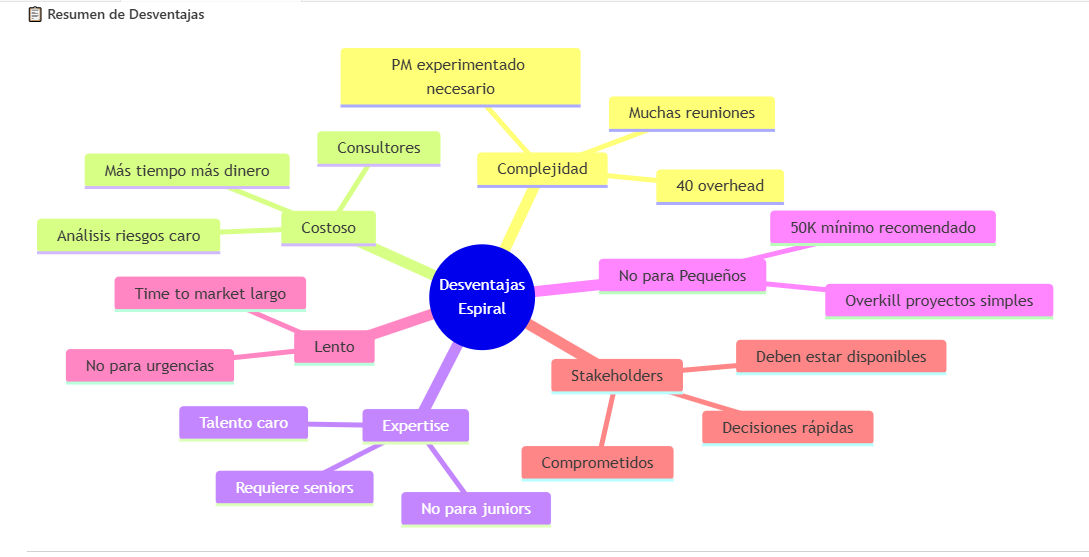 📋 Resumen de Desventajas
PM experimentado
necesario
Muchas reuniones
Consultores
Complejidad
Más tiempo más dinero
40 overhead
Costoso
50K mínimo recomendado
Análisis riesgos caro
No para Pequeños
Desventajas
Espiral
Time to market largo
Overkill proyectos simples
Lento
Deben estar disponibles
No para urgencias
Stakeholders
Talento caro
Expertise
Decisiones rápidas
Comprometidos
Requiere seniors
No para juniors